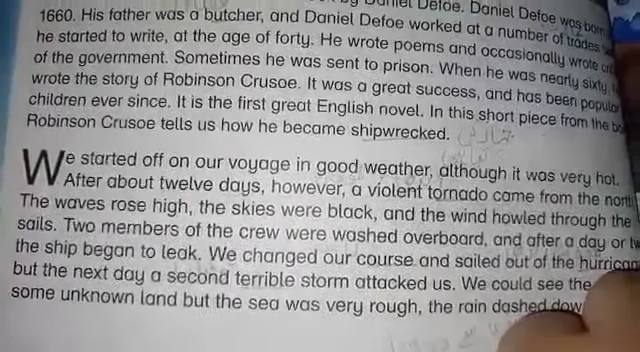 Daniel Defoe. Daniel Defoe was born
1660. His father was a butcher, and Daniel Defoe worked at a number of trades
he started to write, at the age of forty. He wrote poems and occasionally wrote
of the government. Sometimes he was sent to prison. When he was nearly sixty,
wrote the story of Robinson Crusoe. It was a great success, and has been popular
children ever since. It is the first great English novel. In this short piece from the
Robinson Crusoe tells us how he became shipwrecked.
We started off on our voyage in good weather, although it was very hot.
After about twelve days, however, a violent tornado came from the
The waves rose high, the skies were black, and the wind howled through the
sails. Two members of the crew were washed overboard, and after a day or
the ship began to leak. We changed our course and sailed out of the
but the next day a second terrible storm attacked us. We could see the
some unknown land but the sea was very rough, the rain dashed